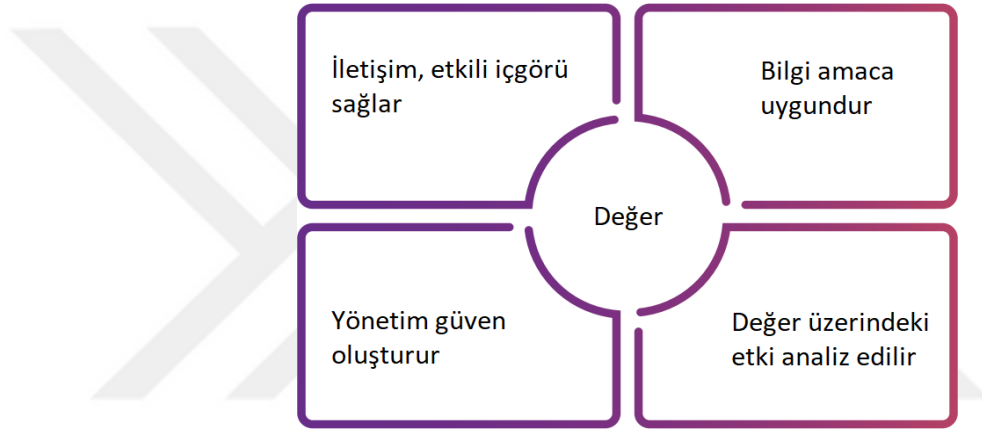 İletişim, etkili içgörü
sağlar
Bilgi amaca
uygundur
Değer
Yönetim güven
oluşturur
Değer üzerindeki
etki analiz edilir